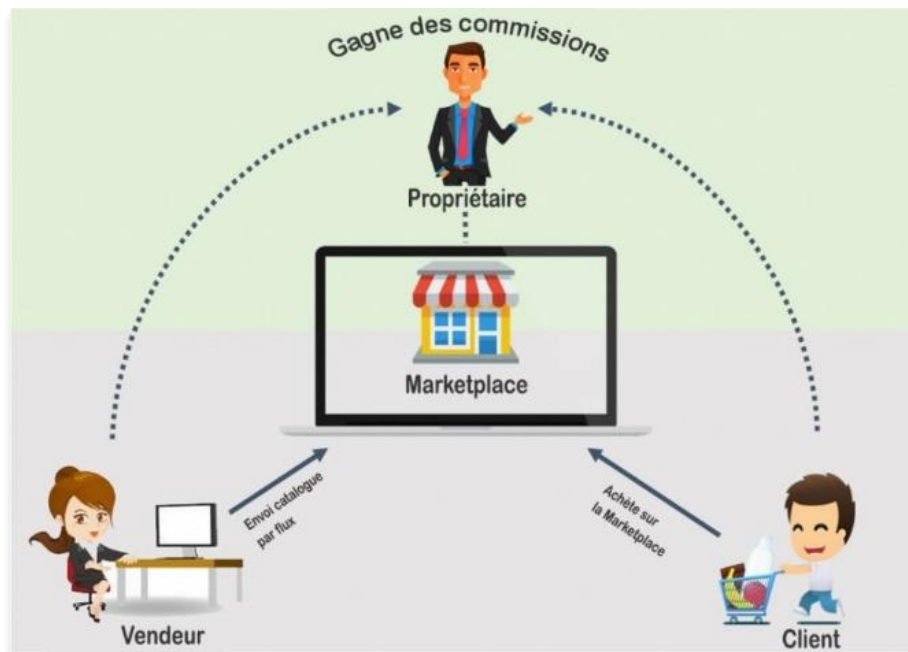 Gagne des commissions
Propriétaire
Marketplace
Envoi catalogue
par flux
Achète sur
la Marketplace
Vendeur
Client